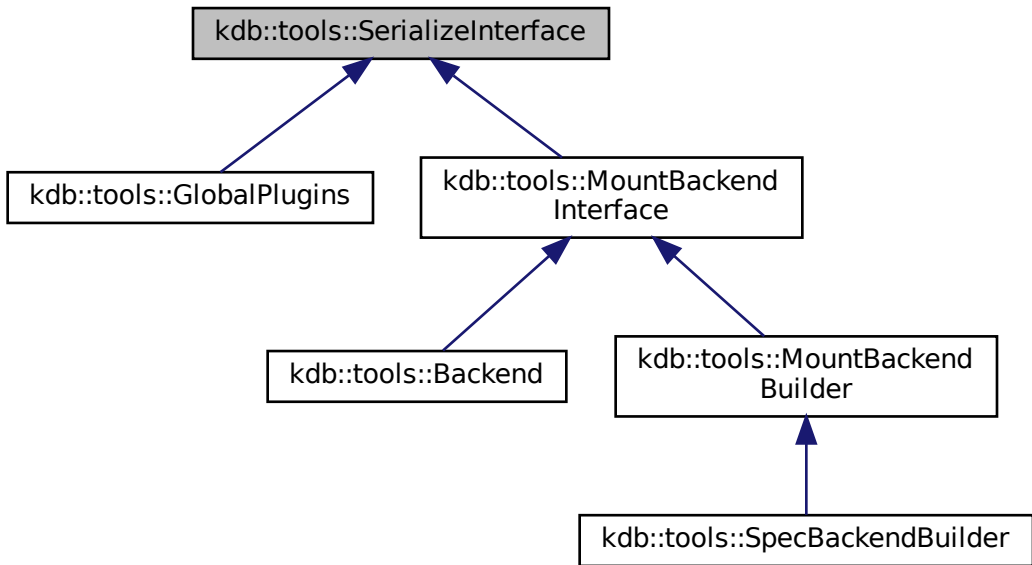 kdb::tools::SerializeInterface
kdb::tools::GlobalPlugins
kdb::tools::MountBackend
Interface
kdb::tools::Backend
kdb::tools::MountBackend
Builder
kdb::tools::SpecBackendBuilder